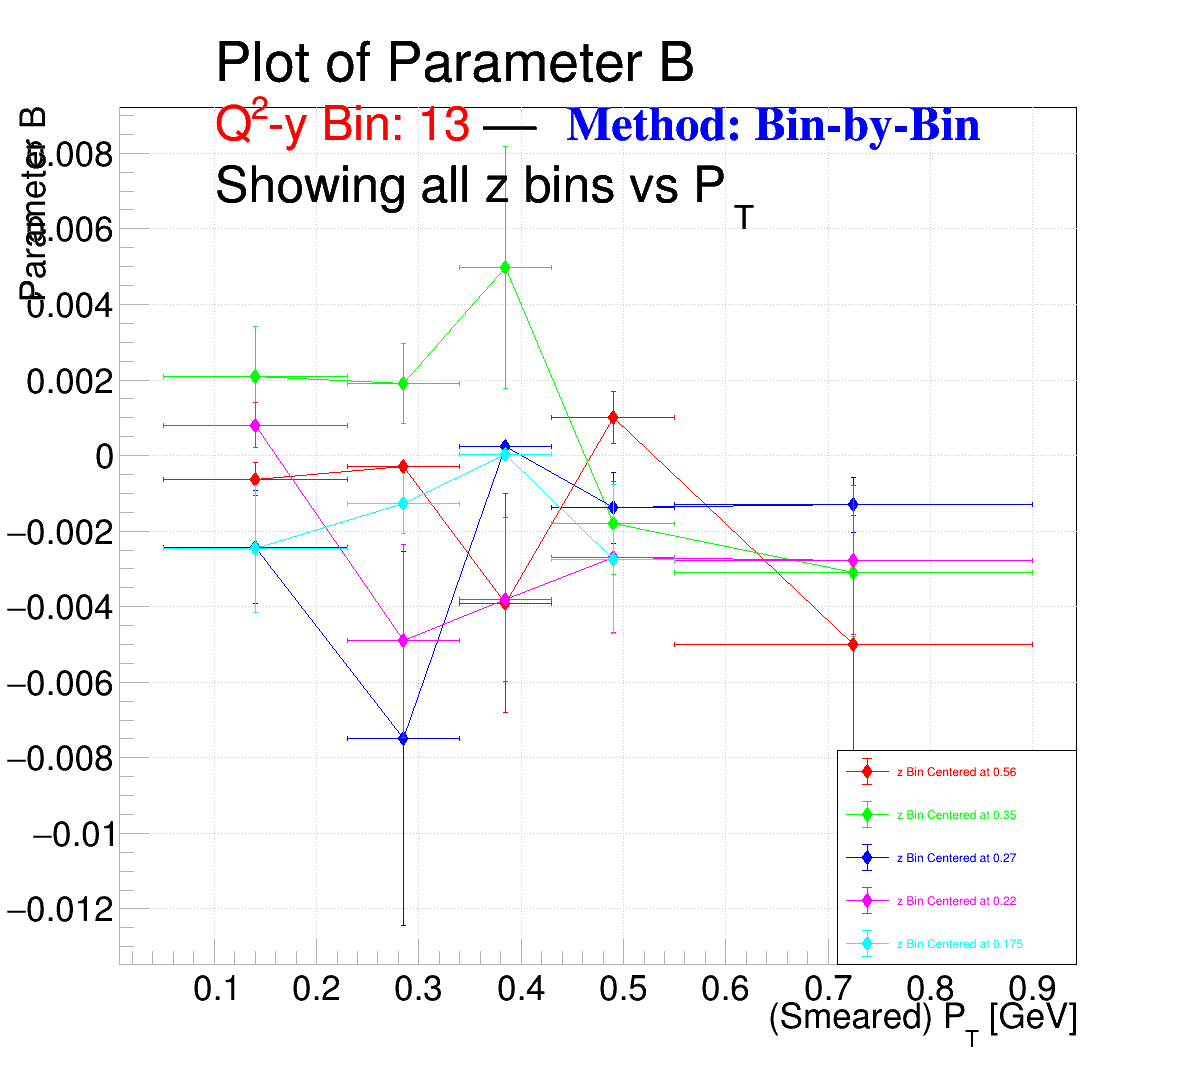 Plot of Parameter B
Q²-y Bin: 13 — Method: Bin-by-Bin
Showing all z bins vs P_T
Parameter B
0.008
0.006
0.004
0.002
0
−0.002
−0.004
−0.006
−0.008
−0.01
−0.012
z Bin Centered at 0.56
z Bin Centered at 0.35
z Bin Centered at 0.27
z Bin Centered at 0.22
z Bin Centered at 0.175
0.1 0.2 0.3 0.4 0.5 0.6 0.7 0.8 0.9
(Smeared) P_T [GeV]